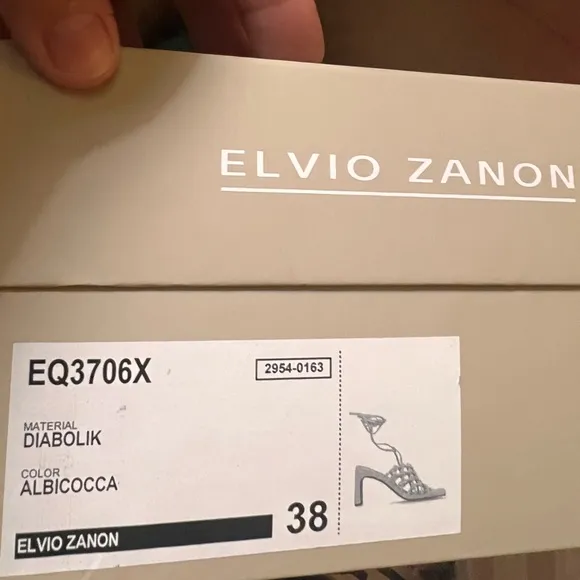 ELVIO ZANON
EQ3706X
2954-0163
MATERIAL
DIABOLIK
COLOR
ALBICOCCA
38
ELVIO ZANON